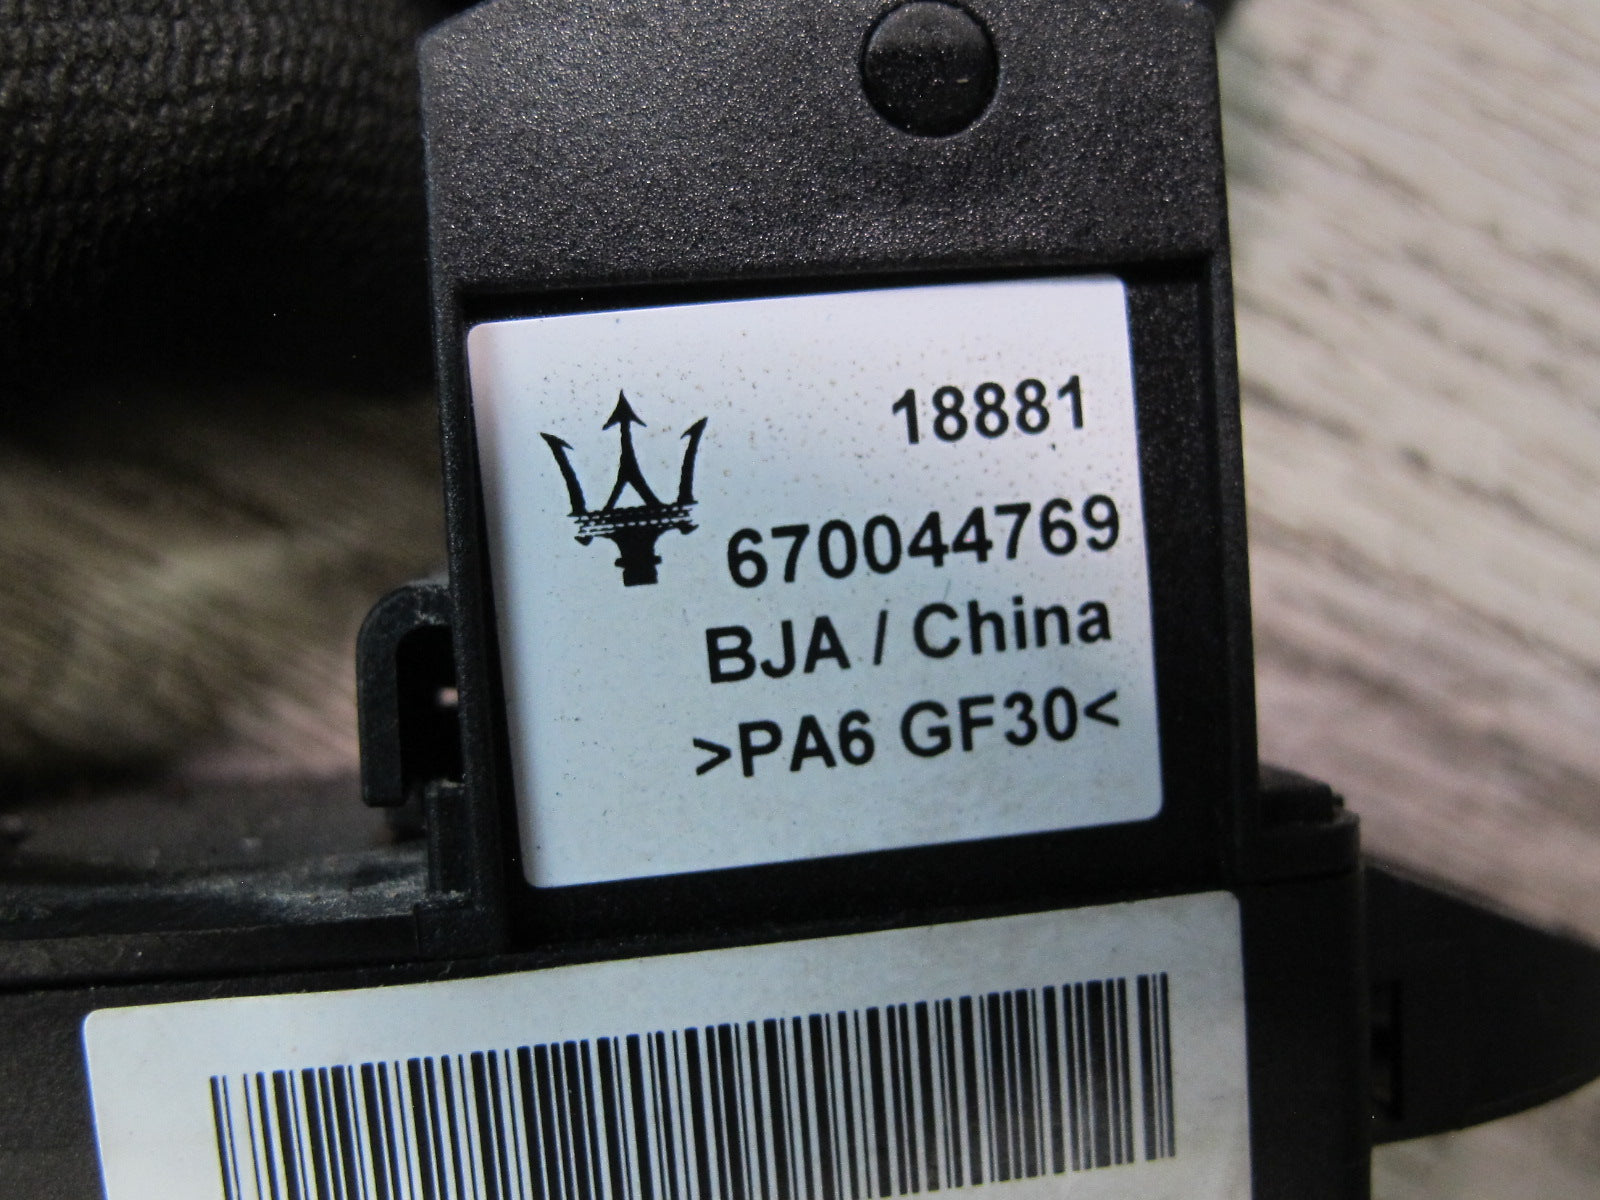 18881
670044769
BJA / China
>PA6 GF30<